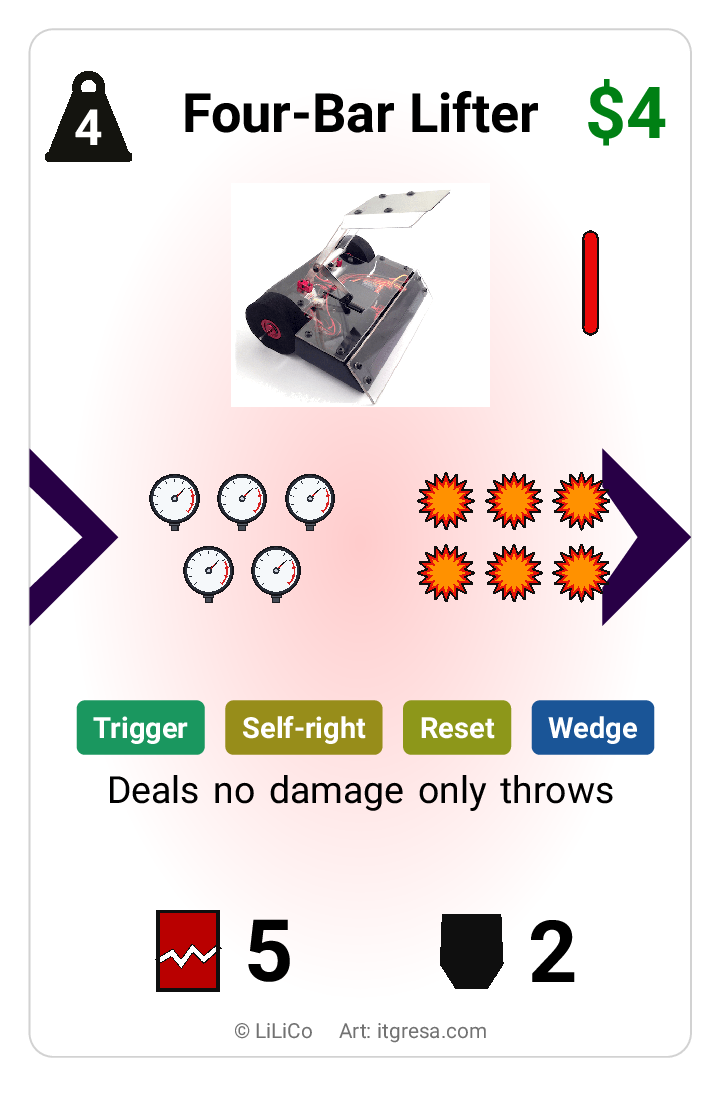 4 Four-Bar Lifter $4
Trigger Self-right Reset Wedge
Deals no damage only throws
5 2
© LiLiCo Art: itgresa.com